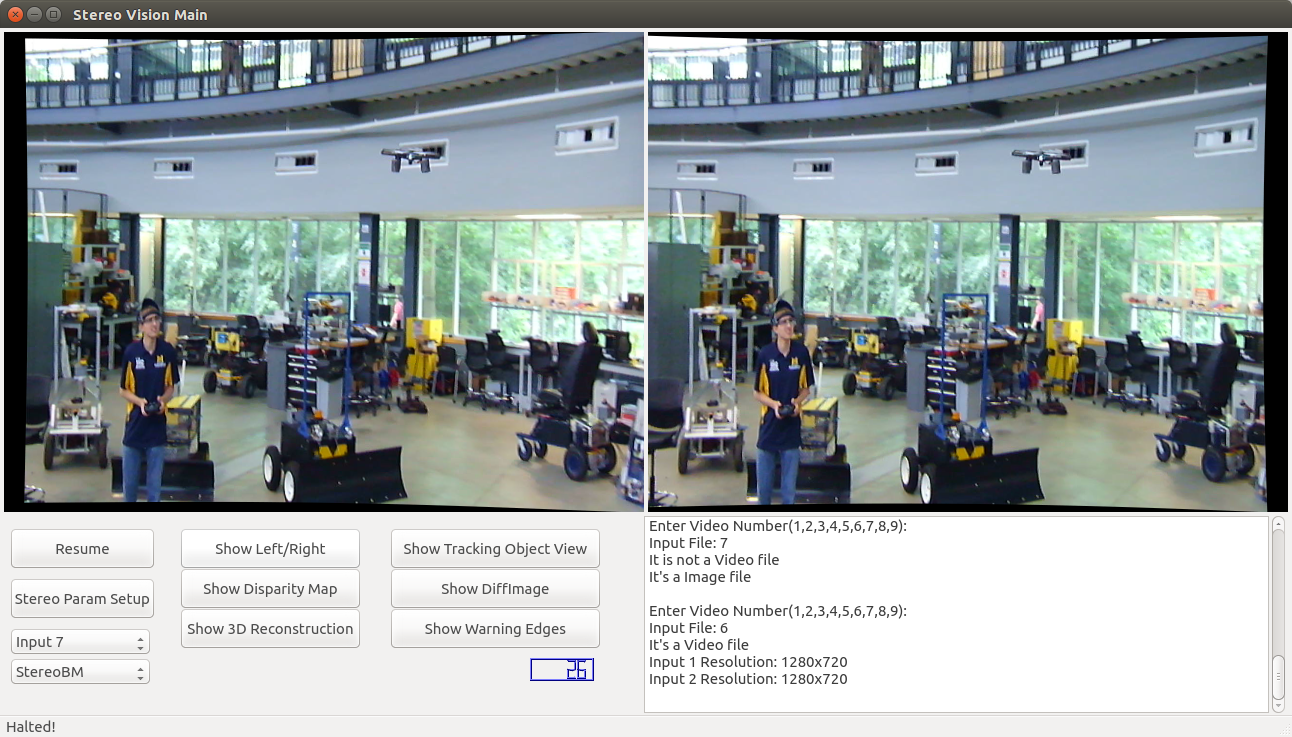 Stereo Vision Main
Resume
Show Left/Right
Show Tracking Object View
Stereo Param Setup
Show Disparity Map
Show DiffImage
Input 7
Show 3D Reconstruction
Show Warning Edges
StereoBM
26
Enter Video Number(1,2,3,4,5,6,7,8,9):
Input File: 7
It is not a Video file
It's a Image file
Enter Video Number(1,2,3,4,5,6,7,8,9):
Input File: 6
It's a Video file
Input 1 Resolution: 1280x720
Input 2 Resolution: 1280x720
Halted!